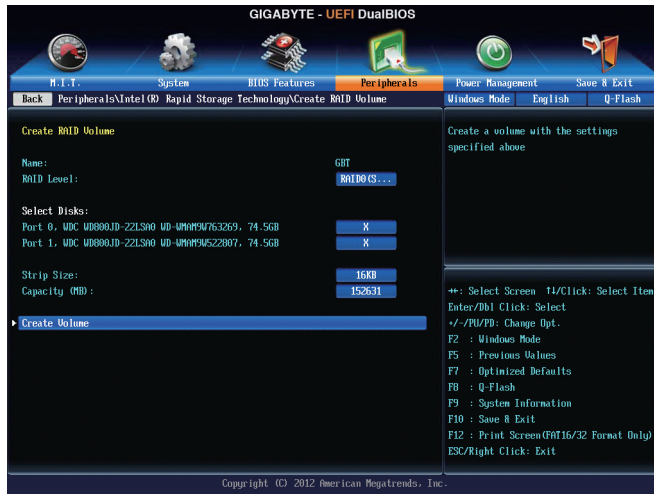 GIGABYTE - UEFI DualBIOS
M.I.T. System BIOS Features Peripherals Power Management Save & Exit
Back Peripherals\Intel(R) Rapid Storage Technology\Create RAID Volume Windows Mode English Q-Flash
Create RAID Volume
Name: GBT
RAID Level: RAID0(S...
Select Disks:
Port 0, WDC WD800JD-22LSA0 WD-WMAM9W763269, 74.5GB X
Port 1, WDC WD800JD-22LSA0 WD-WMAM9W522807, 74.5GB X
Strip Size: 16KB
Capacity (MB): 152631
Create Volume
Create a volume with the settings
specified above
→←: Select Screen ↑↓/Click: Select Item
Enter/Dbl Click: Select
+/-/PU/PD: Change Opt.
F2 : Windows Mode
F5 : Previous Values
F7 : Optimized Defaults
F8 : Q-Flash
F9 : System Information
F10 : Save & Exit
F12 : Print Screen(FAT16/32 Format Only)
ESC/Right Click: Exit
Copyright (C) 2012 American Megatrends, Inc.